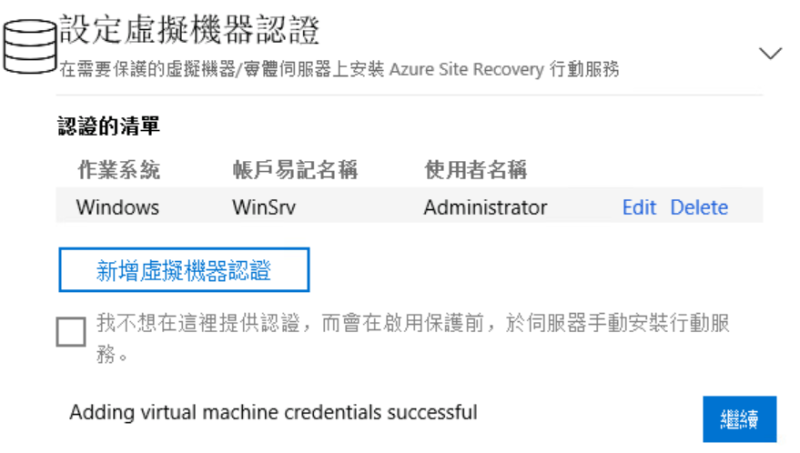 設定虛擬機器認證
在需要保護的虛擬機器/實體伺服器上安裝 Azure Site Recovery 行動服務
認證的清單
作業系統 帳戶易記名稱 使用者名稱
Windows WinSrv Administrator Edit Delete
新增虛擬機器認證
我不想在這裡提供認證，而會在啟用保護前，於伺服器手動安裝行動服
務。
Adding virtual machine credentials successful
繼續